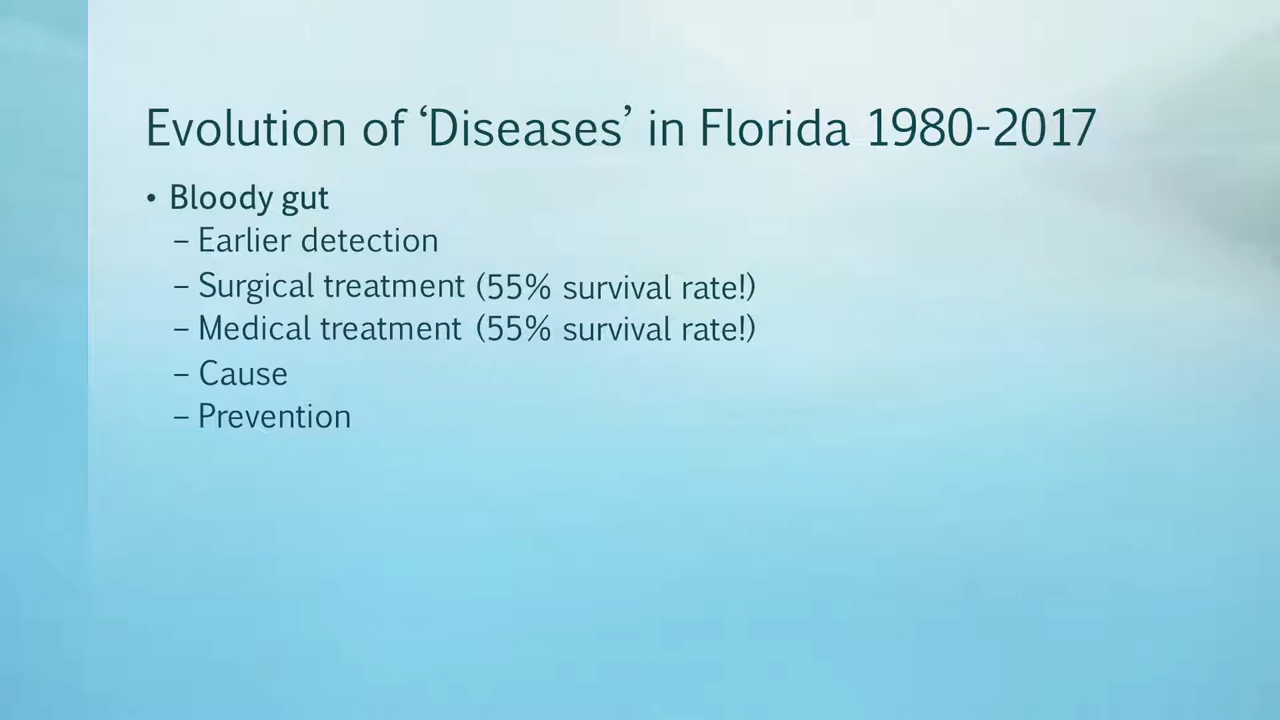 Evolution of ‘Diseases’ in Florida 1980-2017
• Bloody gut
– Earlier detection
– Surgical treatment (55% survival rate!)
– Medical treatment (55% survival rate!)
– Cause
– Prevention